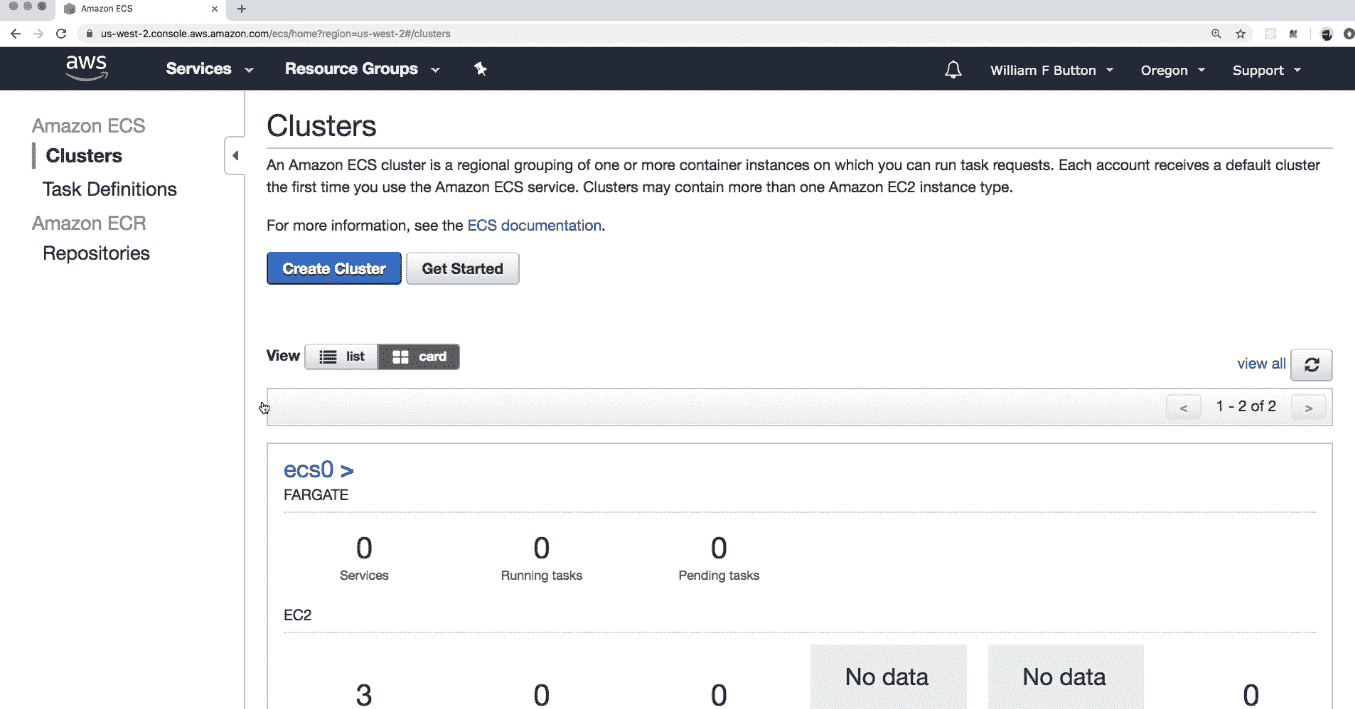 Amazon ECS
us-west-2.console.aws.amazon.com/ecs/home?region=us-west-2#/clusters
aws Services Resource Groups William F Button Oregon Support
Amazon ECS
Clusters
Task Definitions
Amazon ECR
Repositories
Clusters
An Amazon ECS cluster is a regional grouping of one or more container instances on which you can run task requests. Each account receives a default cluster
the first time you use the Amazon ECS service. Clusters may contain more than one Amazon EC2 instance type.
For more information, see the ECS documentation.
Create Cluster Get Started
View list card
view all
< 1 - 2 of 2 >
ecs0 >
FARGATE
0 0 0
Services Running tasks Pending tasks
EC2
No data No data
3 0 0 0